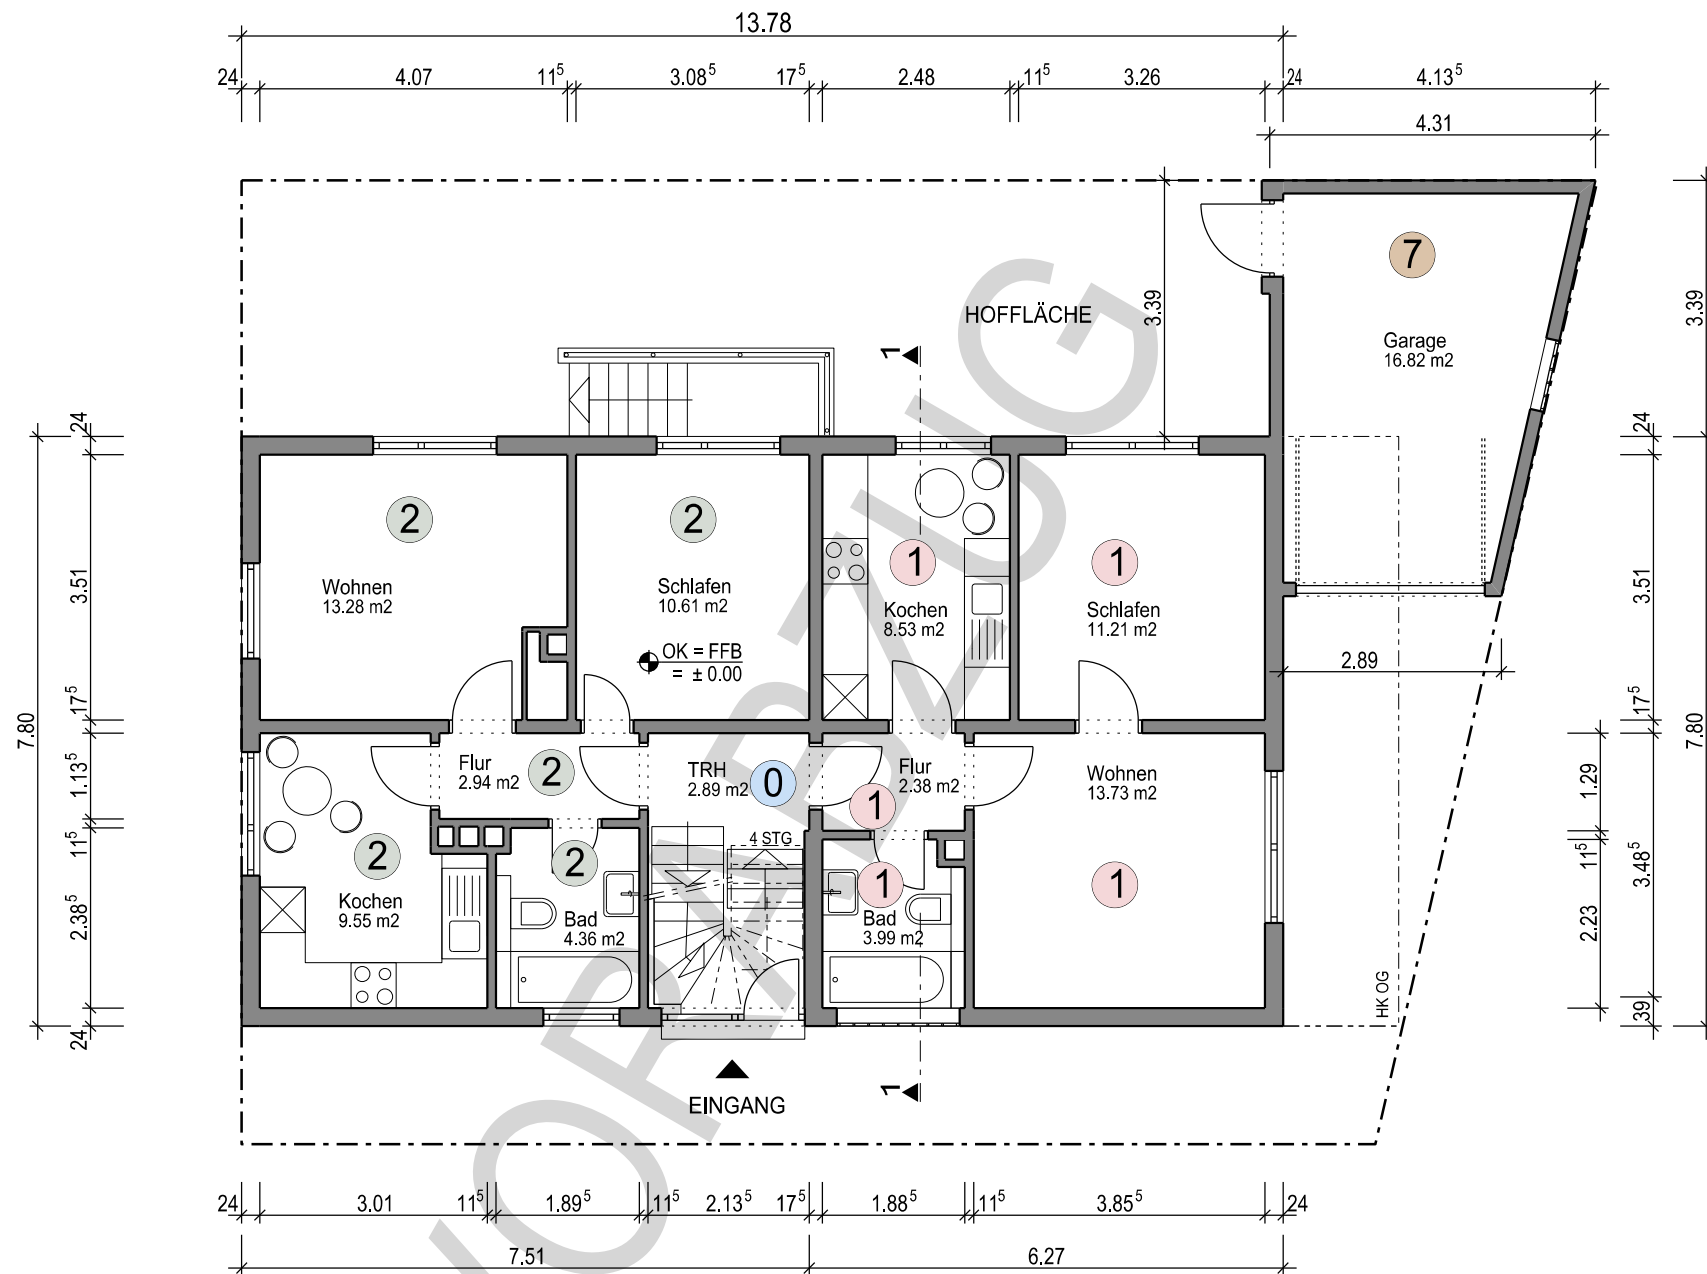 13.78
24 4.07 11⁵ 3.08⁵ 17⁵ 2.48 11⁵ 3.26 24 4.13⁵
4.31
3.39
HOFFLÄCHE
7
Garage
16.82 m2
3.39
1
24
3.51
17⁵
1.13⁵
11⁵
2.38⁵
24
7.80
2
Wohnen
13.28 m2
2
Schlafen
10.61 m2
OK = FFB
= ± 0.00
1
Kochen
8.53 m2
1
Schlafen
11.21 m2
2.89
24
3.51
17⁵
3.48⁵
39
1.29
11⁵
2.23
7.80
Flur
2.94 m2
2
TRH
2.89 m2
0
Flur
2.38 m2
1
Wohnen
13.73 m2
1
4 STG
2
Kochen
9.55 m2
2
Bad
4.36 m2
1
Bad
3.99 m2
HK OG
EINGANG
1
24 3.01 11⁵ 1.89⁵ 11⁵ 2.13⁵ 17⁵ 1.88⁵ 11⁵ 3.85⁵ 24
7.51 6.27
VORABZUG